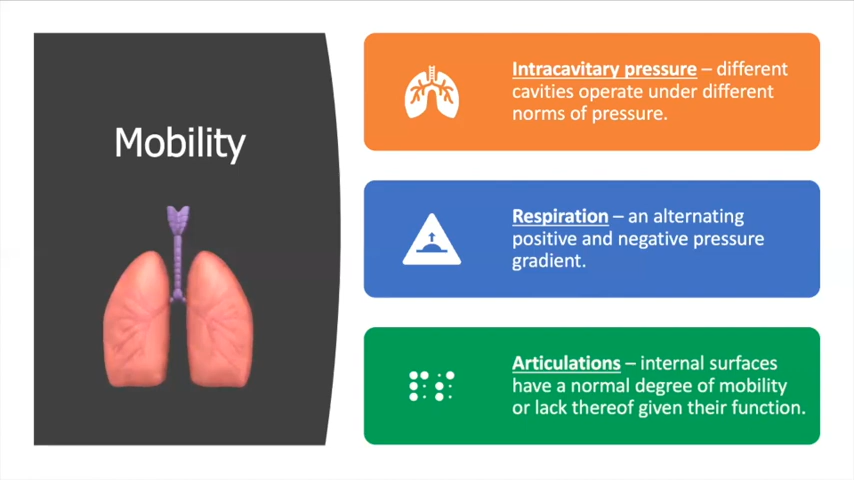 Mobility
Intracavitary pressure – different
cavities operate under different
norms of pressure.
Respiration – an alternating
positive and negative pressure
gradient.
Articulations – internal surfaces
have a normal degree of mobility
or lack thereof given their function.